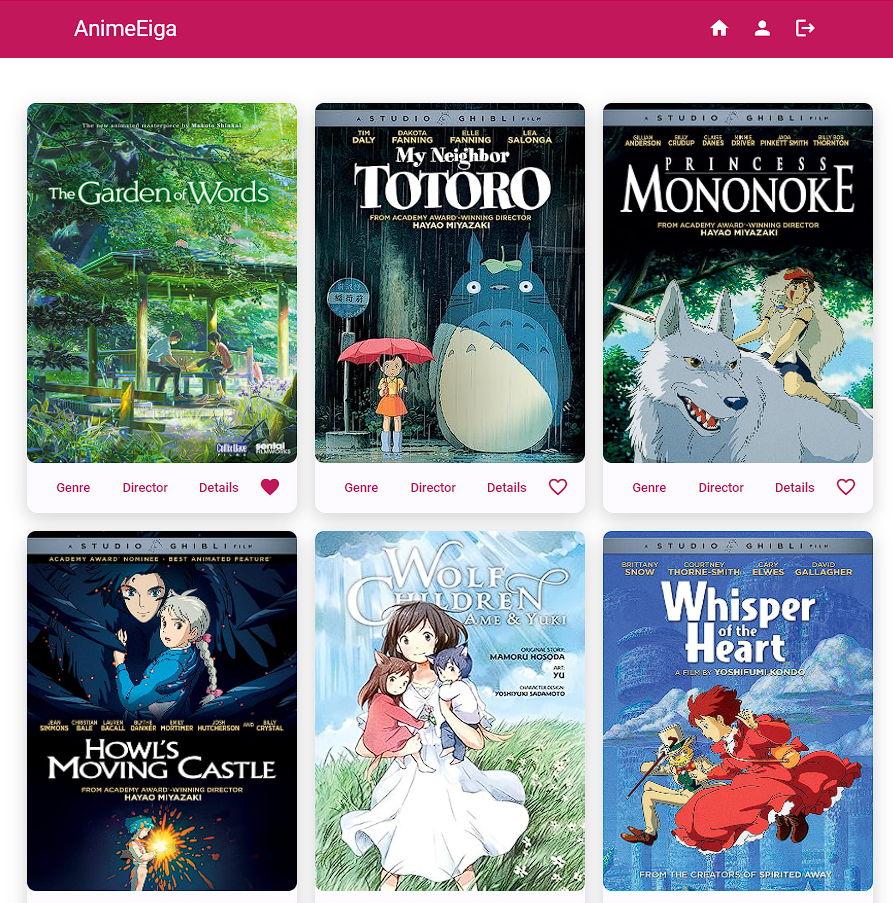 AnimeEiga
The new animated masterpiece by Makoto Shinkai
The Garden of Words
CoMix Wave
sentai
FILMWORKS
Genre Director Details
A STUDIO GHIBLI FILM
TIM DALY DAKOTA FANNING ELLE FANNING LEA SALONGA
My Neighbor
TOTORO
FROM ACADEMY AWARD®-WINNING DIRECTOR
HAYAO MIYAZAKI
稲荷前
Genre Director Details
A STUDIO GHIBLI FILM
GILLIAN ANDERSON BILLY CRUDUP CLAIRE DANES MINNIE DRIVER JADA PINKETT SMITH BILLY BOB THORNTON
PRINCESS
MONONOKE
FROM ACADEMY AWARD®-WINNING DIRECTOR
HAYAO MIYAZAKI
Genre Director Details
A STUDIO GHIBLI FILM
ACADEMY AWARD® NOMINEE - BEST ANIMATED FEATURE
JEAN SIMMONS CHRISTIAN BALE LAUREN BACALL BLYTHE DANNER EMILY MORTIMER JOSH HUTCHERSON AND BILLY CRYSTAL
HOWL'S
MOVING CASTLE
FROM ACADEMY AWARD®-WINNING DIRECTOR
HAYAO MIYAZAKI
WOLF
CHILDREN
AME & YUKI
ORIGINAL STORY:
MAMORU HOSODA
ART:
YU
CHARACTER DESIGN:
YOSHIYUKI SADAMOTO
A STUDIO GHIBLI FILM
BRITTANY SNOW COURTNEY THORNE-SMITH CARY ELWES DAVID GALLAGHER
Whisper
of the
Heart
A FILM BY YOSHIFUMI KONDO
FROM THE CREATORS OF SPIRITED AWAY